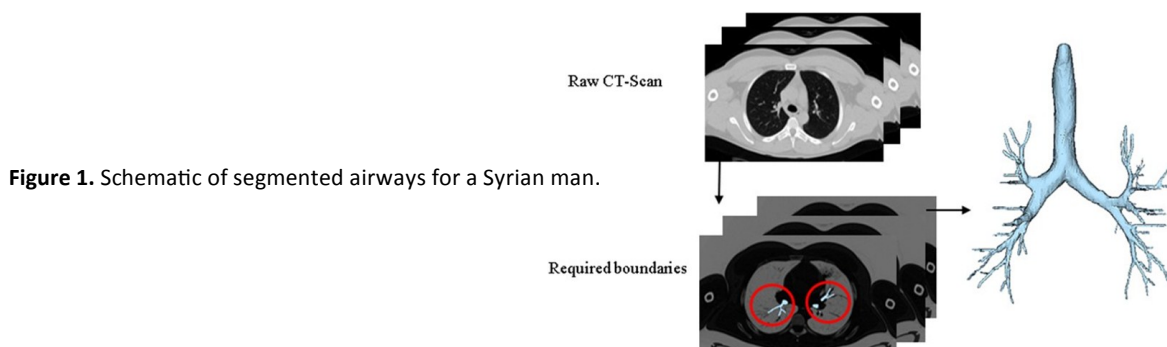 Raw CT-Scan
Figure 1. Schematic of segmented airways for a Syrian man.
Required boundaries